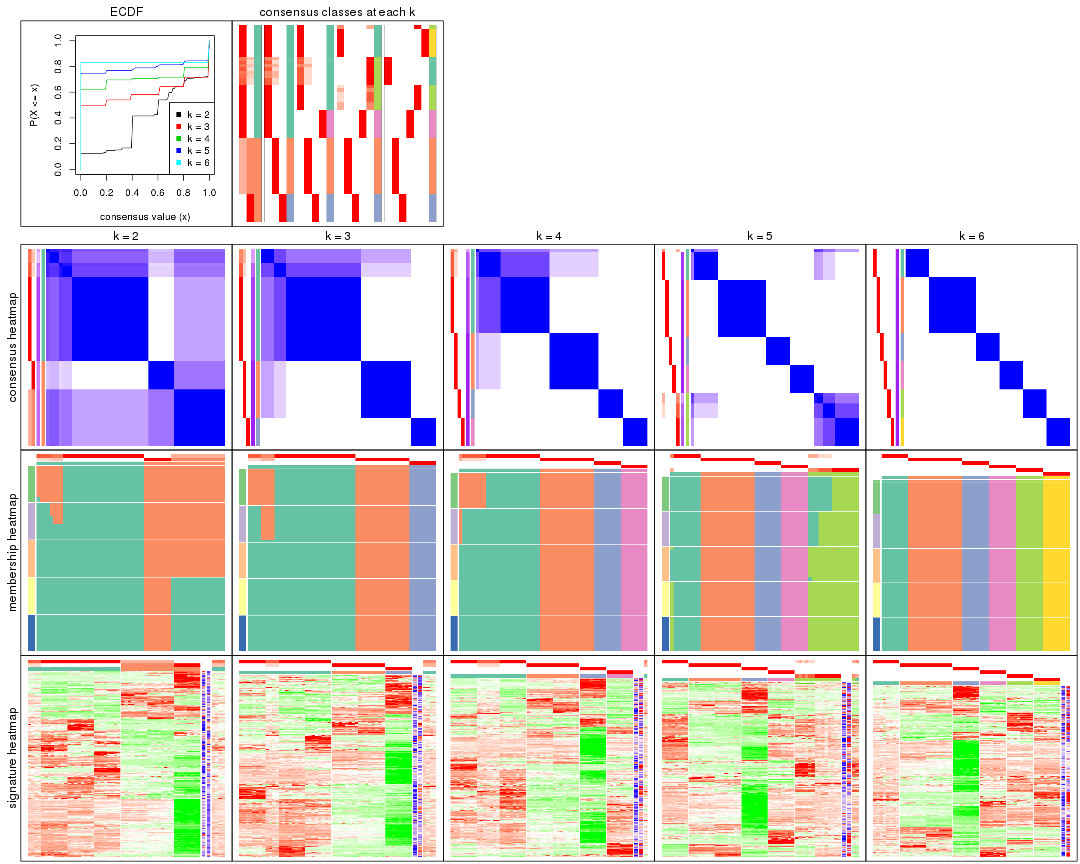 ECDF
consensus classes at each k
P(X <= x)
1.0
0.8
0.6
0.4
0.2
0.0
k = 2
k = 3
k = 4
k = 5
k = 6
0.0 0.2 0.4 0.6 0.8 1.0
consensus value (x)
k = 2
k = 3
k = 4
k = 5
k = 6
consensus heatmap
membership heatmap
signature heatmap